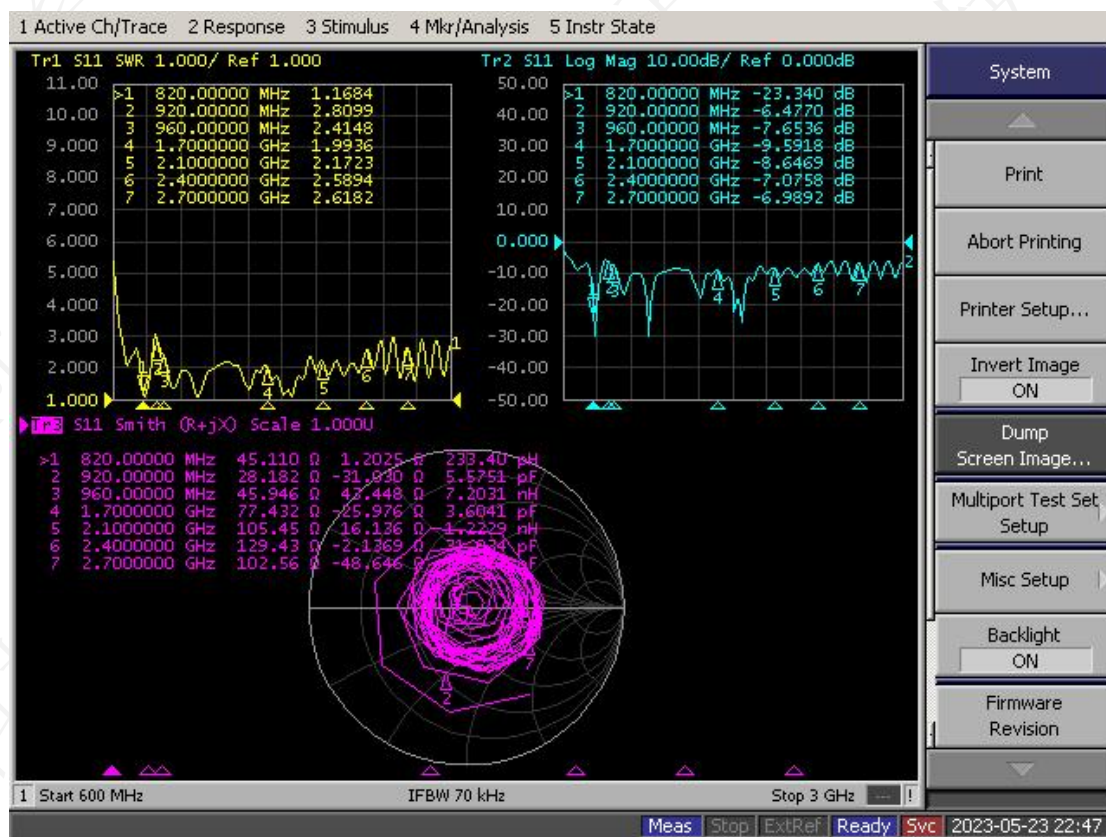 1 Active Ch/Trace 2 Response 3 Stimulus 4 Mkr/Analysis 5 Instr State
Tr1 S11 SWR 1.000/ Ref 1.000
11.00
10.00
9.000
8.000
7.000
6.000
5.000
4.000
3.000
2.000
1.000
>1 820.00000 MHz 1.1684
2 920.00000 MHz 2.8099
3 960.00000 MHz 2.4148
4 1.7000000 GHz 1.9936
5 2.1000000 GHz 2.1723
6 2.4000000 GHz 2.5894
7 2.7000000 GHz 2.6182
Tr2 S11 Log Mag 10.00dB/ Ref 0.000dB
50.00
40.00
30.00
20.00
10.00
0.000
-10.00
-20.00
-30.00
-40.00
-50.00
>1 820.00000 MHz -23.340 dB
2 920.00000 MHz -6.4770 dB
3 960.00000 MHz -7.6536 dB
4 1.7000000 GHz -9.5918 dB
5 2.1000000 GHz -8.6469 dB
6 2.4000000 GHz -7.0758 dB
7 2.7000000 GHz -6.9892 dB
Tr3 S11 Smith (R+jX) Scale 1.000U
>1 820.00000 MHz 45.110 Ω 1.2025 Ω 233.40 pH
2 920.00000 MHz 28.182 Ω -31.030 Ω 5.5751 pF
3 960.00000 MHz 45.946 Ω 43.448 Ω 7.2031 nH
4 1.7000000 GHz 77.432 Ω -25.976 Ω 3.6041 pF
5 2.1000000 GHz 105.45 Ω 16.136 Ω 1.2229 nH
6 2.4000000 GHz 129.43 Ω -2.1369 Ω pF
7 2.7000000 GHz 102.56 Ω -48.646 Ω
1 Start 600 MHz IFBW 70 kHz Stop 3 GHz --- !
System
Print
Abort Printing
Printer Setup...
Invert Image
ON
Dump
Screen Image...
Multiport Test Set
Setup
Misc Setup
Backlight
ON
Firmware
Revision
Meas Stop ExtRef Ready Svc 2023-05-23 22:47